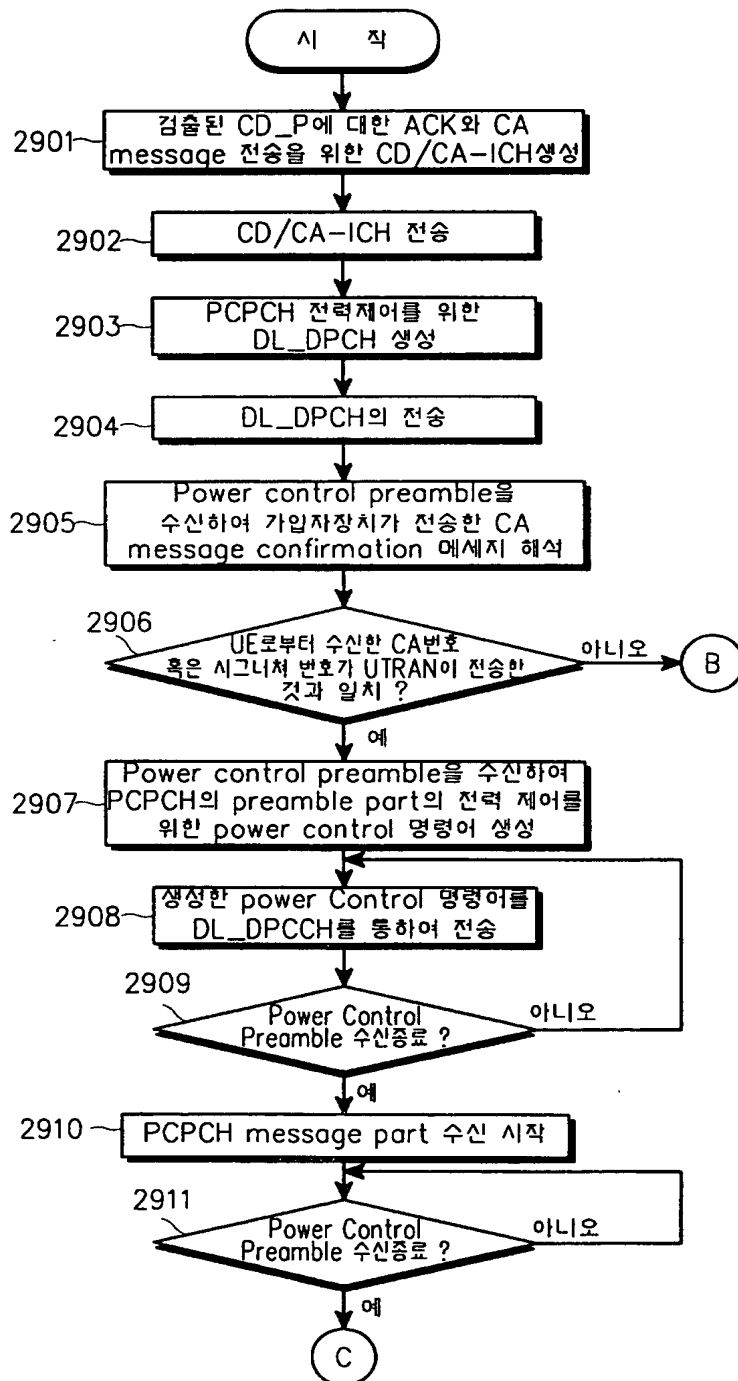 시 작
2901
검출된 CD_P에 대한 ACK와 CA
message 전송을 위한 CD/CA-ICH생성
2902
CD/CA-ICH 전송
2903
PCPCH 전력제어를 위한
DL_DPCH 생성
2904
DL_DPCH의 전송
2905
Power control preamble을
수신하여 가입자장치가 전송한 CA
message confirmation 메세지 해석
2906
UE로부터 수신한 CA번호
혹은 시그너쳐 번호가 UTRAN이 전송한
것과 일치 ?
아니오
B
예
2907
Power control preamble을 수신하여
PCPCH의 preamble part의 전력 제어를
위한 power control 명령어 생성
2908
생성한 power Control 명령어를
DL_DPCCH를 통하여 전송
2909
Power Control
Preamble 수신종료 ?
아니오
예
2910
PCPCH message part 수신 시작
2911
Power Control
Preamble 수신종료 ?
아니오
예
C